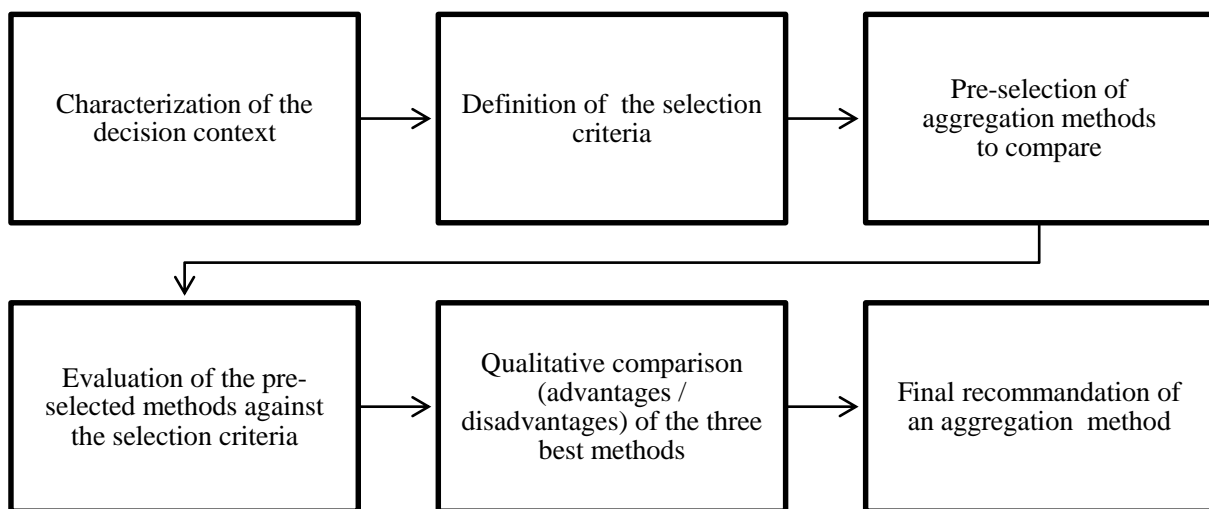 Characterization of the
decision context
Definition of  the selection
criteria
Pre-selection of
aggregation methods
to compare
Evaluation of the pre-
selected methods against
the selection criteria
Qualitative comparison
(advantages /
disadvantages) of the three
best methods
Final recommandation of
an aggregation  method